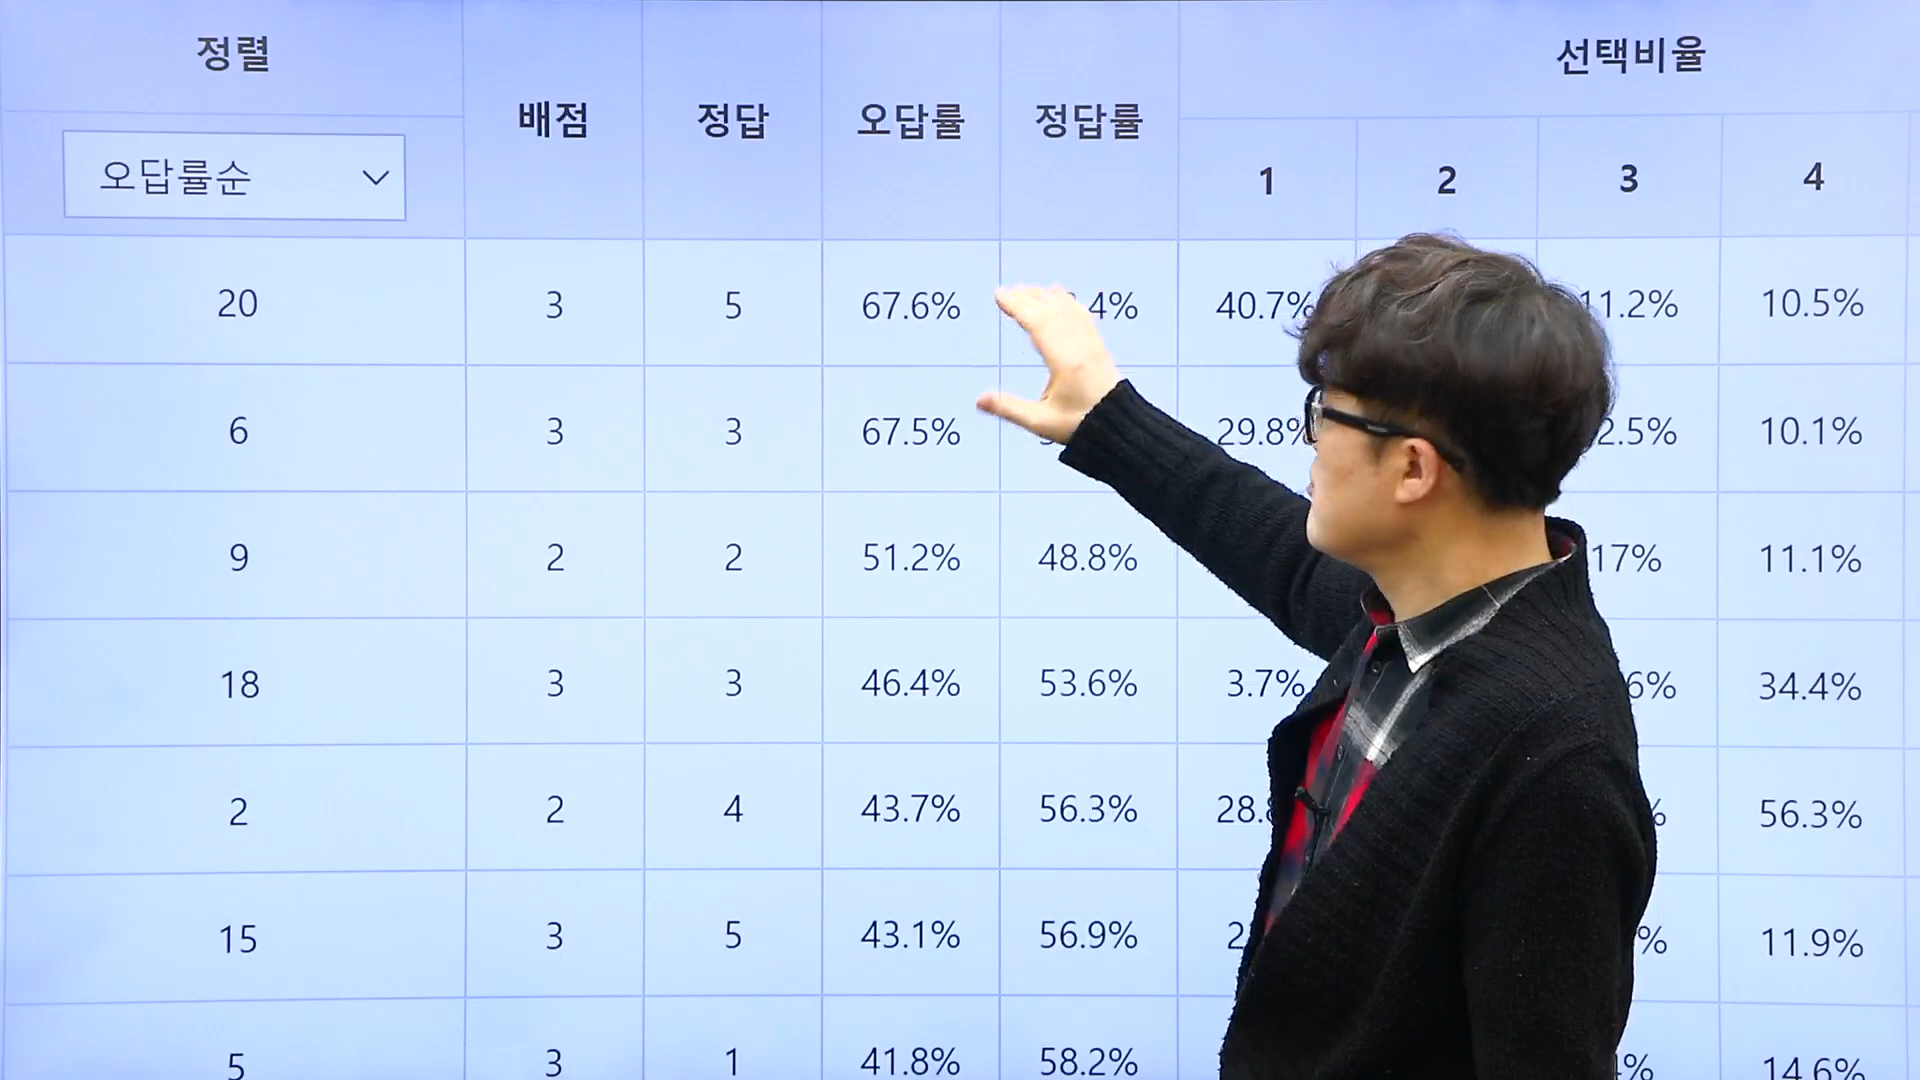 정렬 선택비율
배점 정답 오답률 정답률
오답률순 1 2 3 4
20 3 5 67.6% 40.7% 10.5%
6 3 3 67.5% 29.8% 10.1%
9 2 2 51.2% 48.8% 17% 11.1%
18 3 3 46.4% 53.6% 3.7% 34.4%
2 2 4 43.7% 56.3% 56.3%
15 3 5 43.1% 56.9% 11.9%
5 3 1 41.8% 58.2% 14.6%